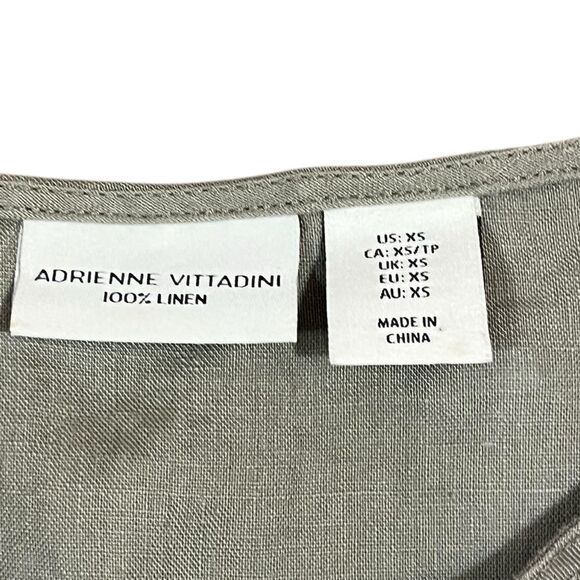 ADRIENNE VITTADINI
100% LINEN
US: XS
CA: XS/TP
UK: XS
EU: XS
AU: XS
MADE IN
CHINA